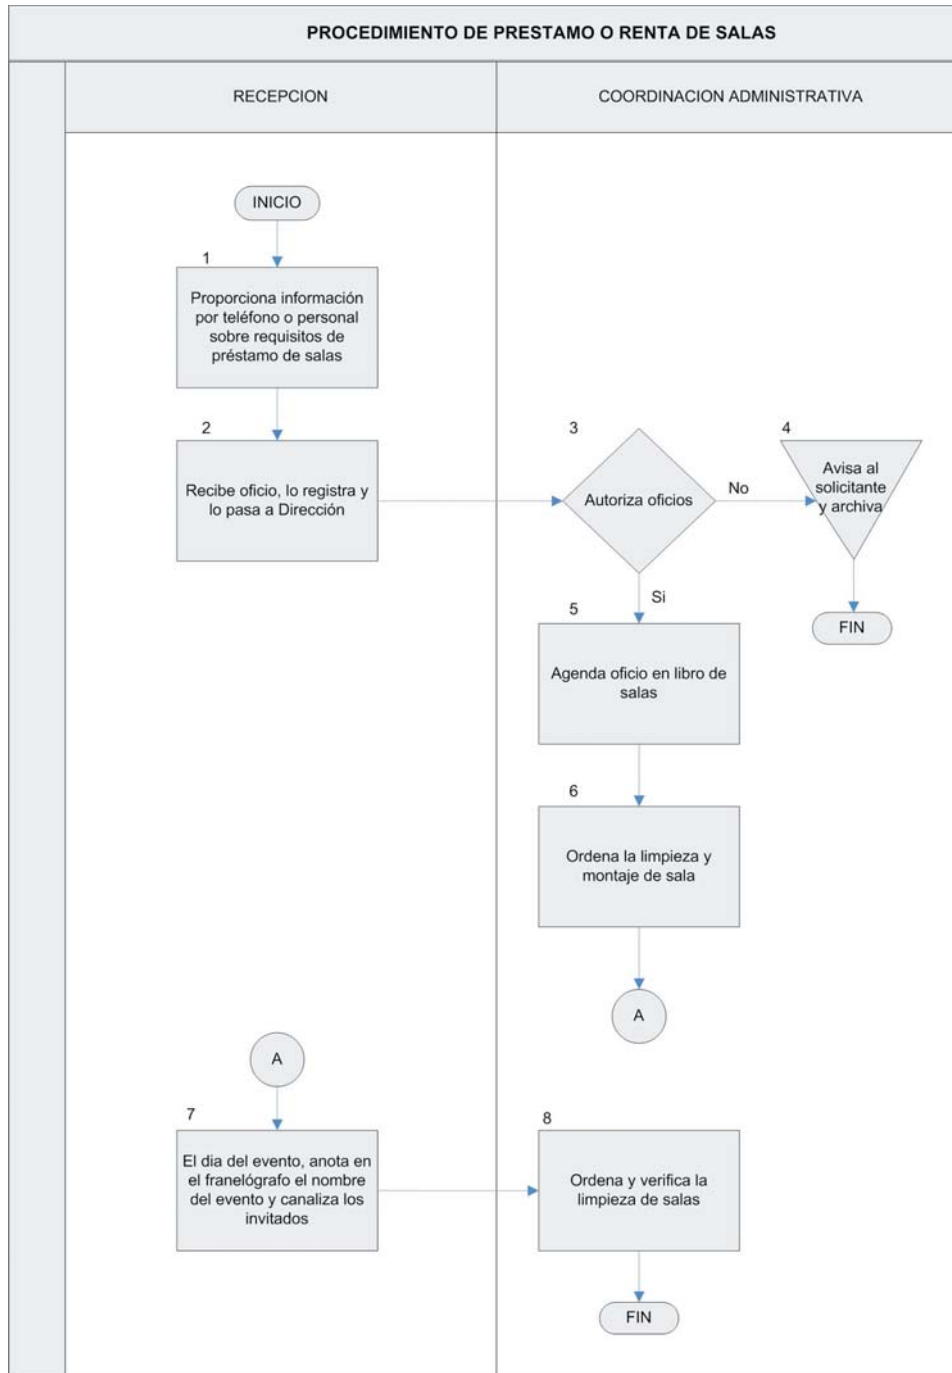 PROCEDIMIENTO DE PRESTAMO O RENTA DE SALAS
RECEPCION
COORDINACION ADMINISTRATIVA
INICIO
1
Proporciona información
por teléfono o personal
sobre requisitos de
préstamo de salas
2
Recibe oficio, lo registra y
lo pasa a Dirección
3
Autoriza oficios
No
4
Avisa al
solicitante
y archiva
FIN
Si
5
Agenda oficio en libro de
salas
6
Ordena la limpieza y
montaje de sala
A
A
7
El dia del evento, anota en
el franelógrafo el nombre
del evento y canaliza los
invitados
8
Ordena y verifica la
limpieza de salas
FIN